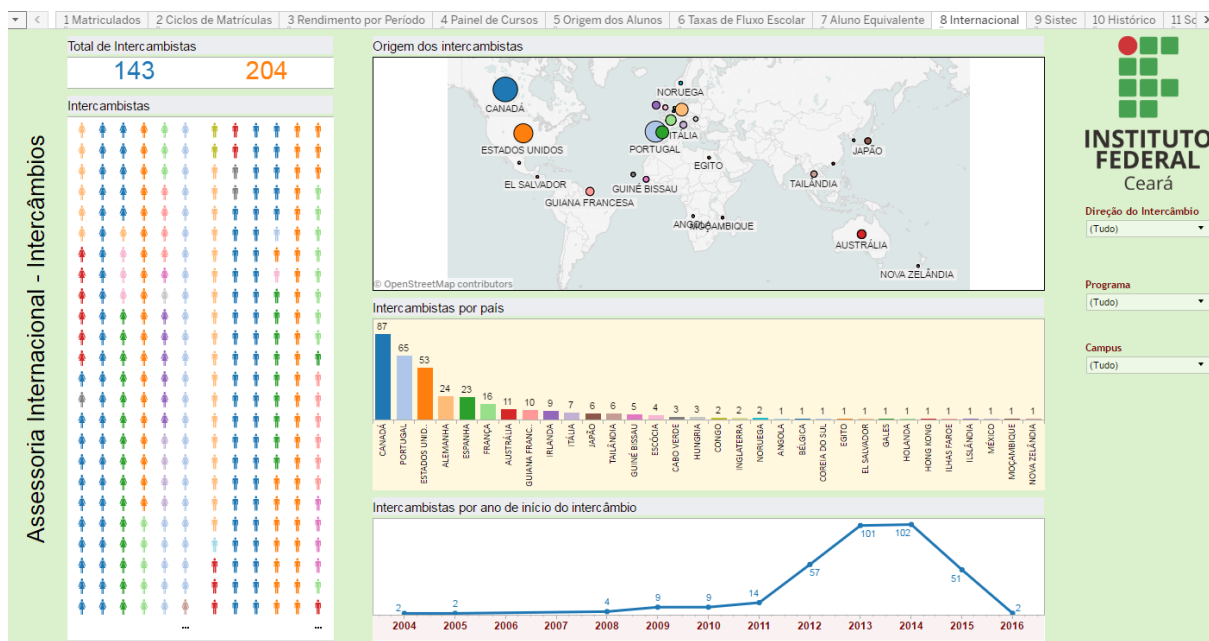 1 Matriculados
2 Ciclos de Matrículas
3 Rendimento por Período
4 Painel de Cursos
5 Origem dos Alunos
6 Taxas de Fluxo Escolar
7 Aluno Equivalente
8 Internacional
9 Sistec
10 Histórico
Assessoria Internacional - Intercâmbios
Total de Intercambistas
143 204
Intercambistas
...
...
Origem dos intercambistas
NORUEGA
CANADÁ
ITÁLIA
ESTADOS UNIDOS
PORTUGAL
JAPÃO
EGITO
EL SALVADOR
GUINÉ BISSAU
TAILÂNDIA
GUIANA FRANCESA
ANGOLA
MOÇAMBIQUE
AUSTRÁLIA
NOVA ZELÂNDIA
© OpenStreetMap contributors
Intercambistas por país
87 65 53 24 23 16 11 10 9 7 6 6 5 4 3 3 2 2 2 1 1 1 1 1 1 1 1 1 1 1 1 1
CANADÁ
PORTUGAL
ESTADOS UNID.
ALEMANHA
ESPANHA
FRANÇA
AUSTRÁLIA
GUIANA FRANC.
IRLANDA
ITÁLIA
JAPÃO
TAILÂNDIA
GUINÉ BISSAU
ESCÓCIA
CABO VERDE
HUNGRIA
CONGO
INGLATERRA
NORUEGA
ANGOLA
BÉLGICA
COREIA DO SUL
EGITO
EL SALVADOR
GALES
HOLANDA
HONG KONG
ILHAS FAROE
ILSLÂNDIA
MÉXICO
MOÇAMBIQUE
NOVA ZELÂNDIA
Intercambistas por ano de início do intercâmbio
2 2 4 9 9 14 57 101 102 51 2
2004 2005 2006 2007 2008 2009 2010 2011 2012 2013 2014 2015 2016
INSTITUTO
FEDERAL
Ceará
Direção do Intercâmbio
(Tudo)
Programa
(Tudo)
Campus
(Tudo)